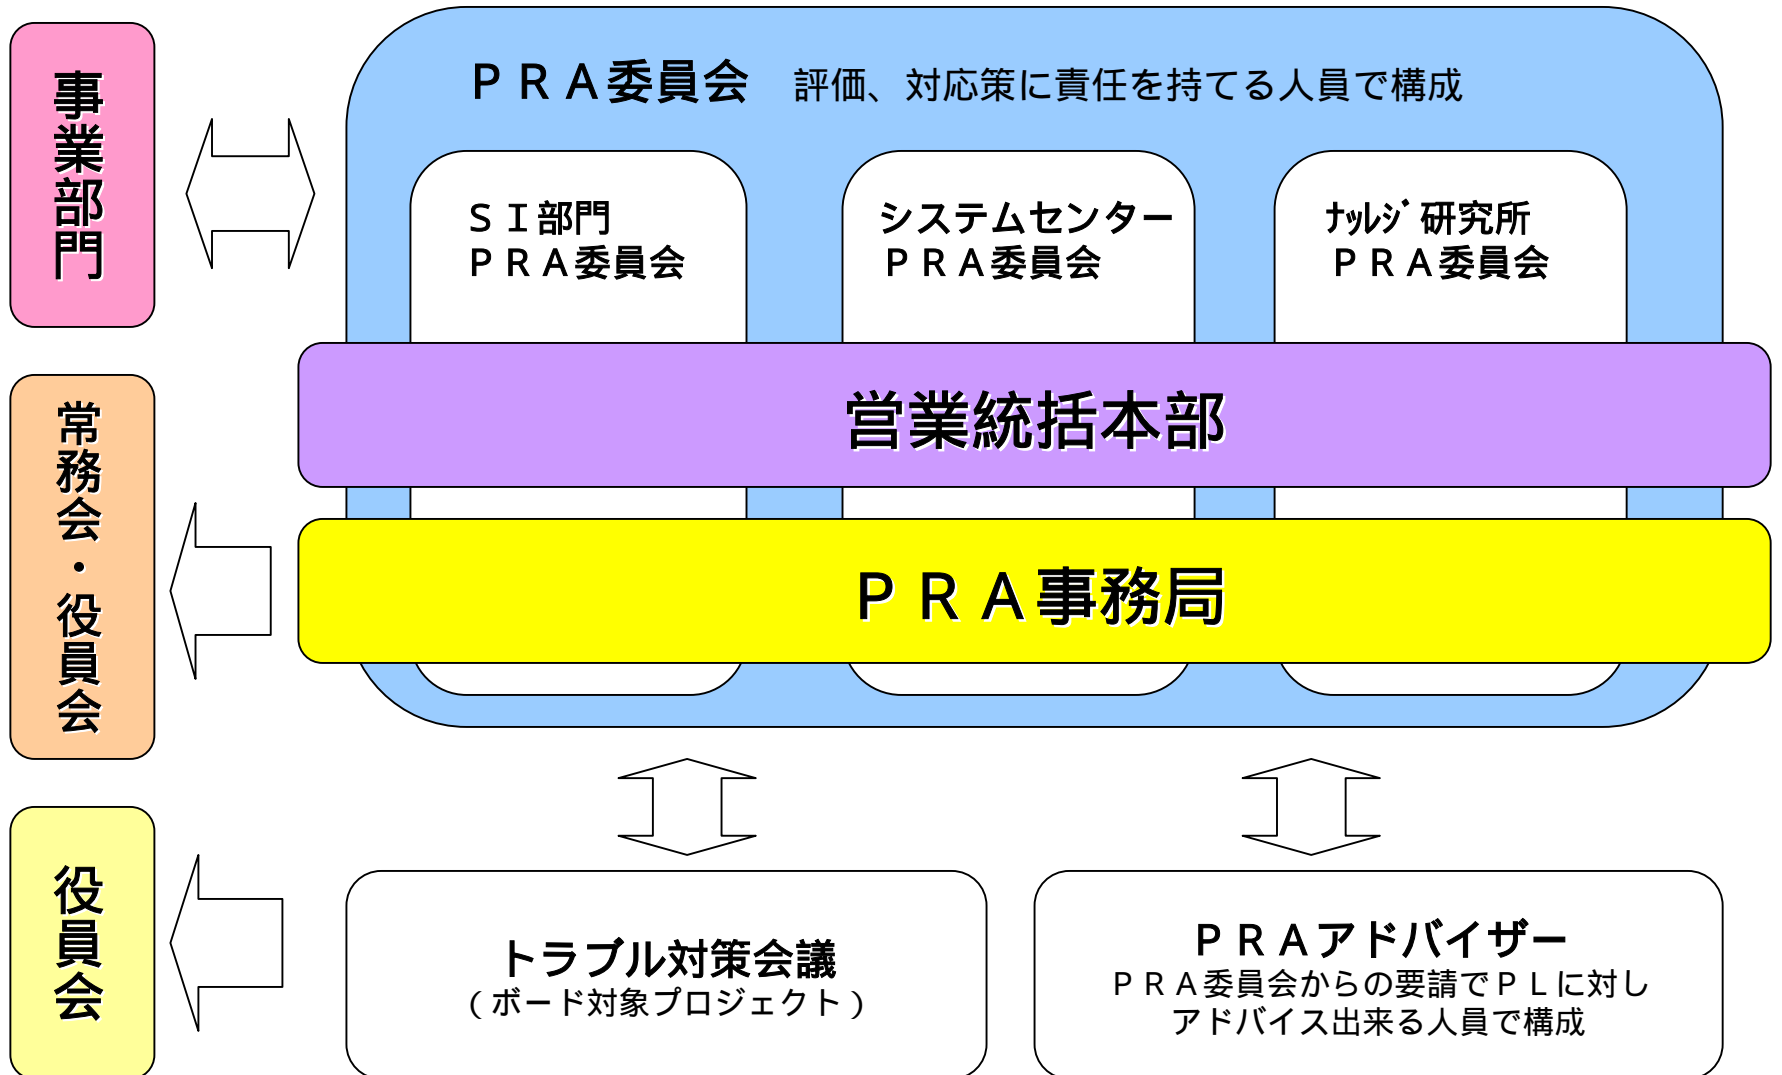 事業部門
ＰＲＡ委員会　評価、対応策に責任を持てる人員で構成
ＳＩ部門
ＰＲＡ委員会
システムセンター
ＰＲＡ委員会
ﾅｯﾚｼﾞ研究所
ＰＲＡ委員会
営業統括本部
常務会・役員会
ＰＲＡ事務局
役員会
トラブル対策会議
（ボード対象プロジェクト）
ＰＲＡアドバイザー
ＰＲＡ委員会からの要請でＰＬに対し
アドバイス出来る人員で構成